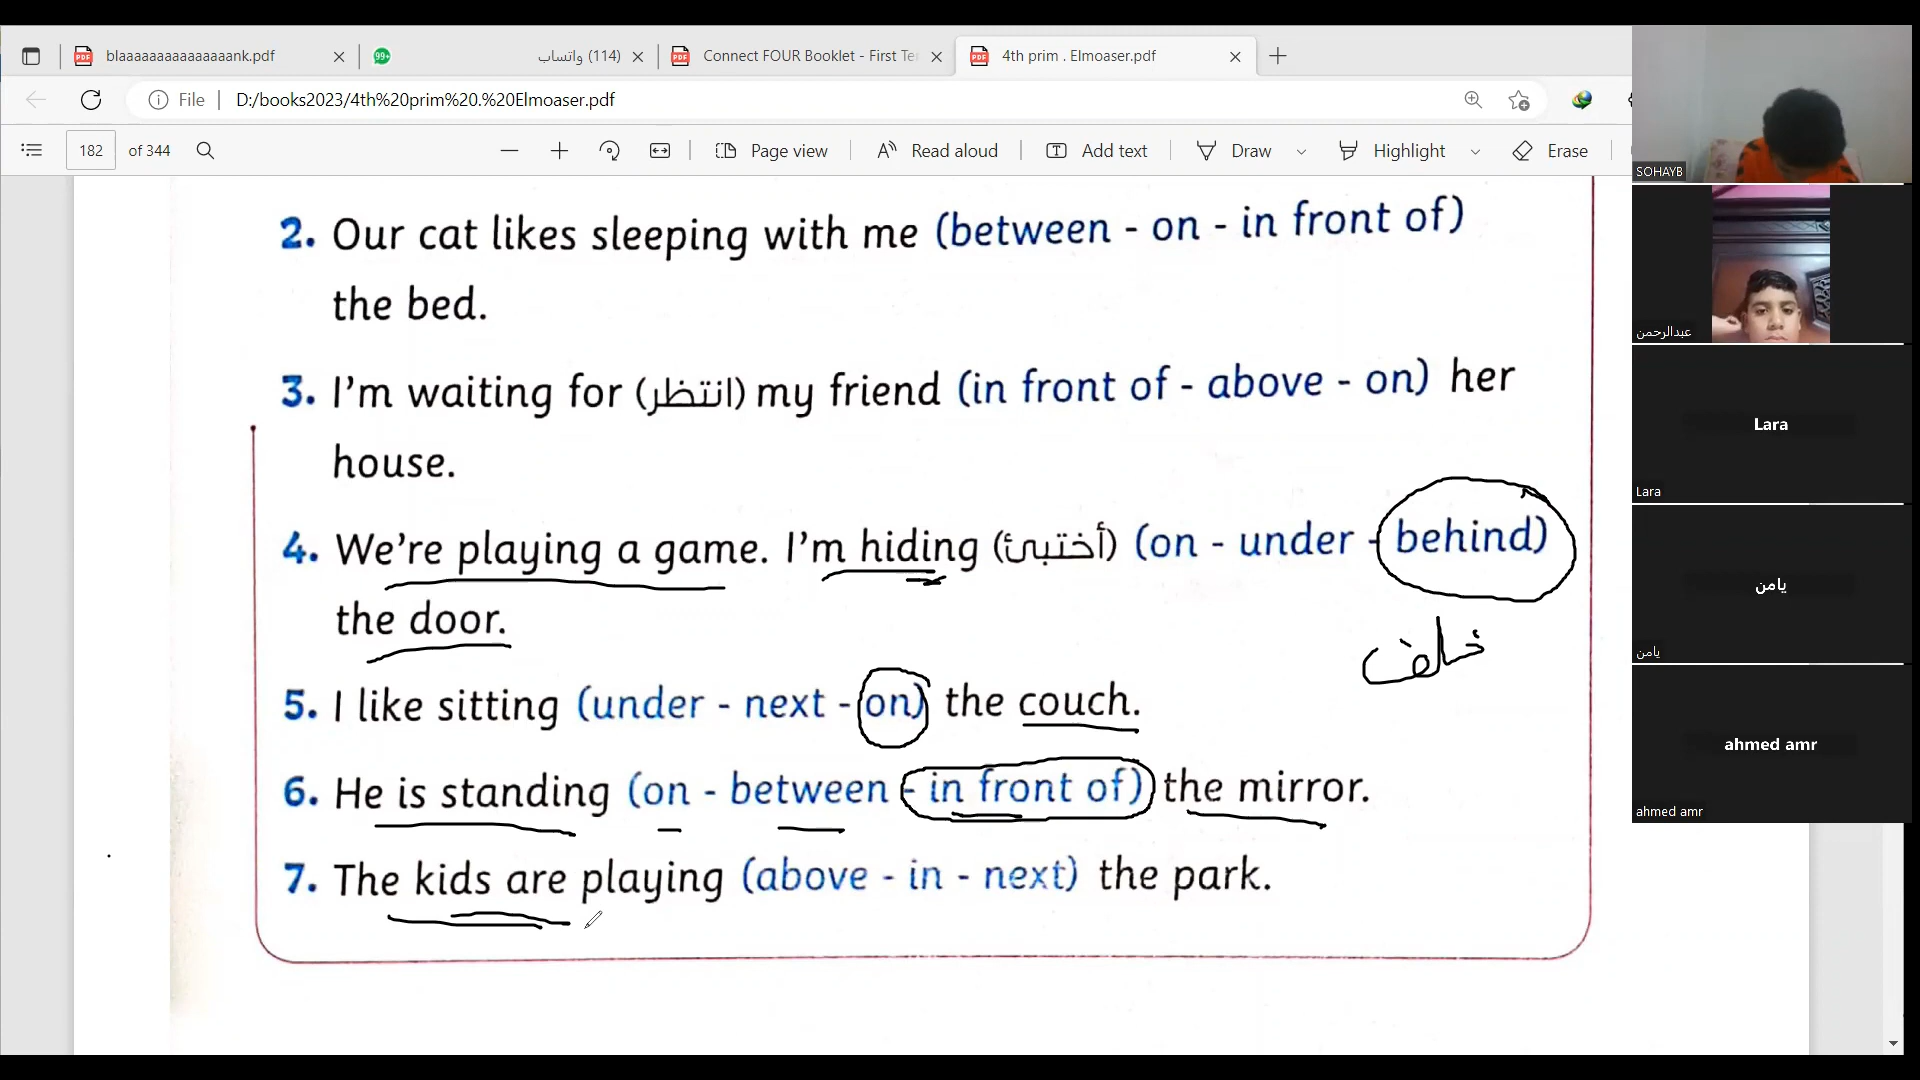 blaaaaaaaaaaaaaaaank.pdf
99+
(114) واتساب
Connect FOUR Booklet - First Te
4th prim . Elmoaser.pdf
File
D:/books2023/4th%20prim%20.%20Elmoaser.pdf
182 of 344
Page view
Read aloud
Add text
Draw
Highlight
Erase
2. Our cat likes sleeping with me (between - on - in front of)
the bed.
3. I'm waiting for (انتظر) my friend (in front of - above - on) her
house.
4. We're playing a game. I'm hiding (أختبئ) (on - under - behind)
the door.
خلف
5. I like sitting (under - next - on) the couch.
6. He is standing (on - between - in front of) the mirror.
7. The kids are playing (above - in - next) the park.
SOHAYB
عبدالرحمن
Lara
Lara
يامن
يامن
ahmed amr
ahmed amr